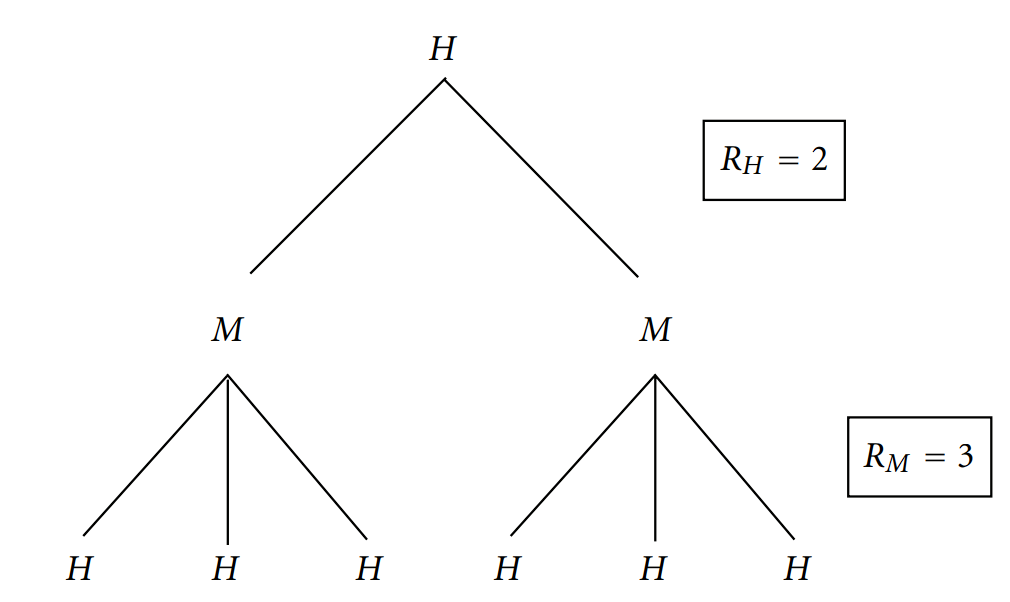 H
R_H = 2
M M
R_M = 3
H H H H H H